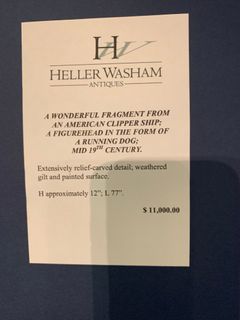 HW
HELLER WASHAM
ANTIQUES
A WONDERFUL FRAGMENT FROM
AN AMERICAN CLIPPER SHIP;
A FIGUREHEAD IN THE FORM OF
A RUNNING DOG;
MID 19TH CENTURY.
Extensively relief-carved detail; weathered
gilt and painted surface.
H approximately 12”; L 77”.
$ 11,000.00